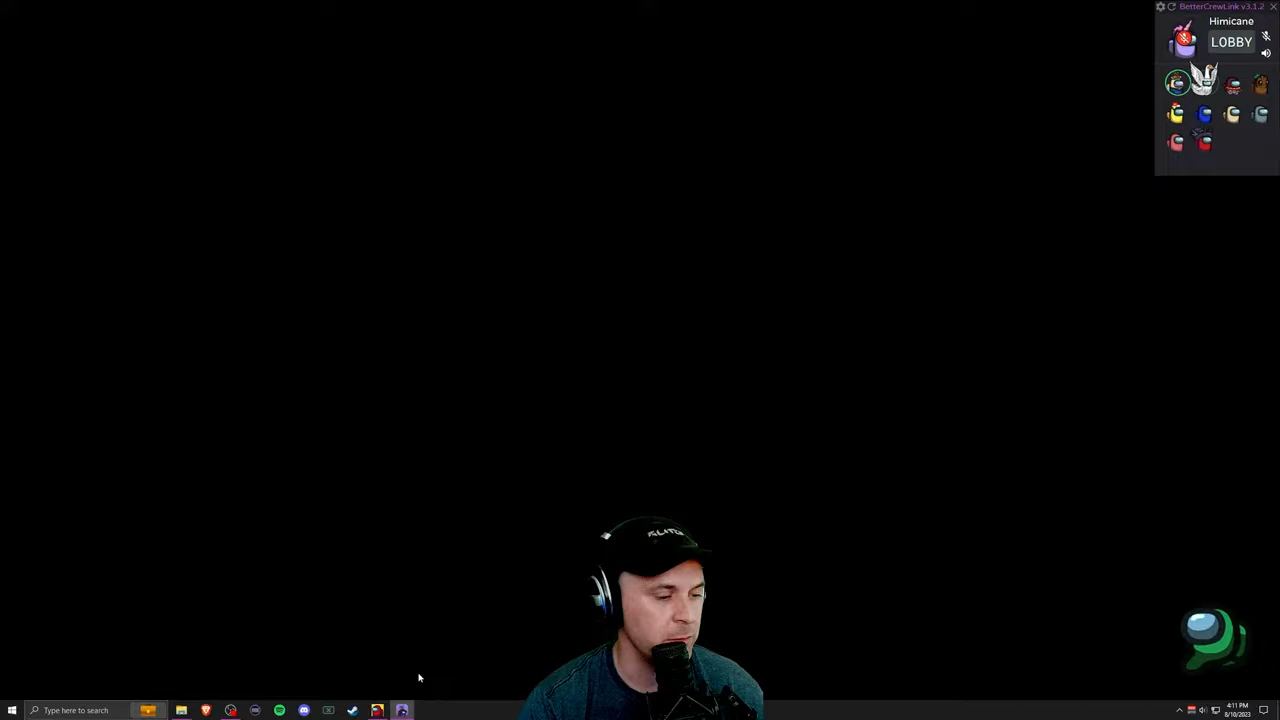 BetterCrewLink v3.1.2
Himicane
LOBBY
Type here to search
4:11 PM
8/10/2023